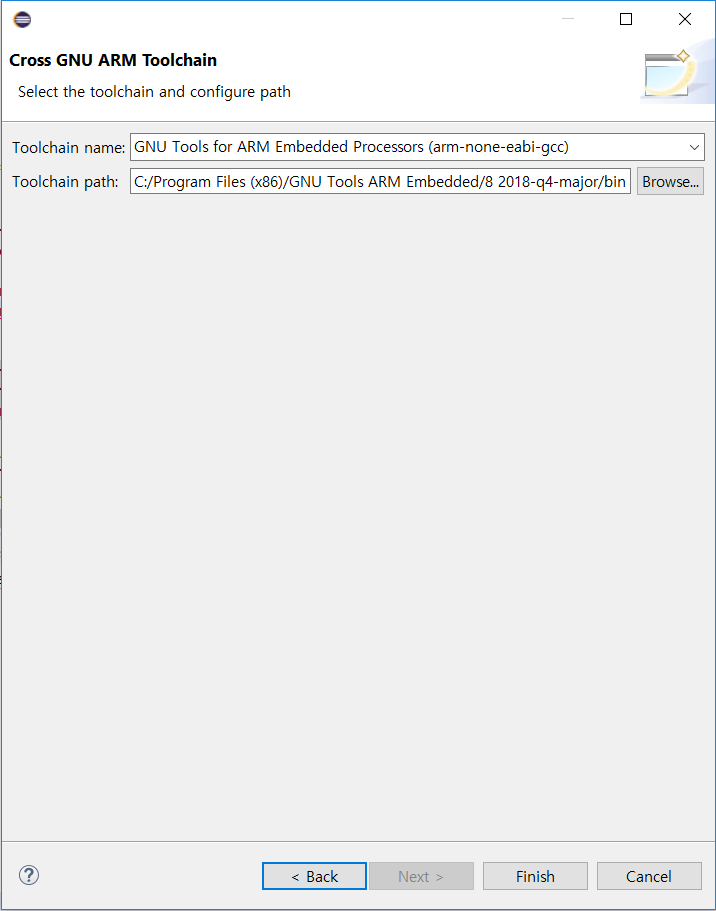 Cross GNU ARM Toolchain
Select the toolchain and configure path
Toolchain name: GNU Tools for ARM Embedded Processors (arm-none-eabi-gcc)
Toolchain path: C:/Program Files (x86)/GNU Tools ARM Embedded/8 2018-q4-major/bin Browse...
? < Back Next > Finish Cancel